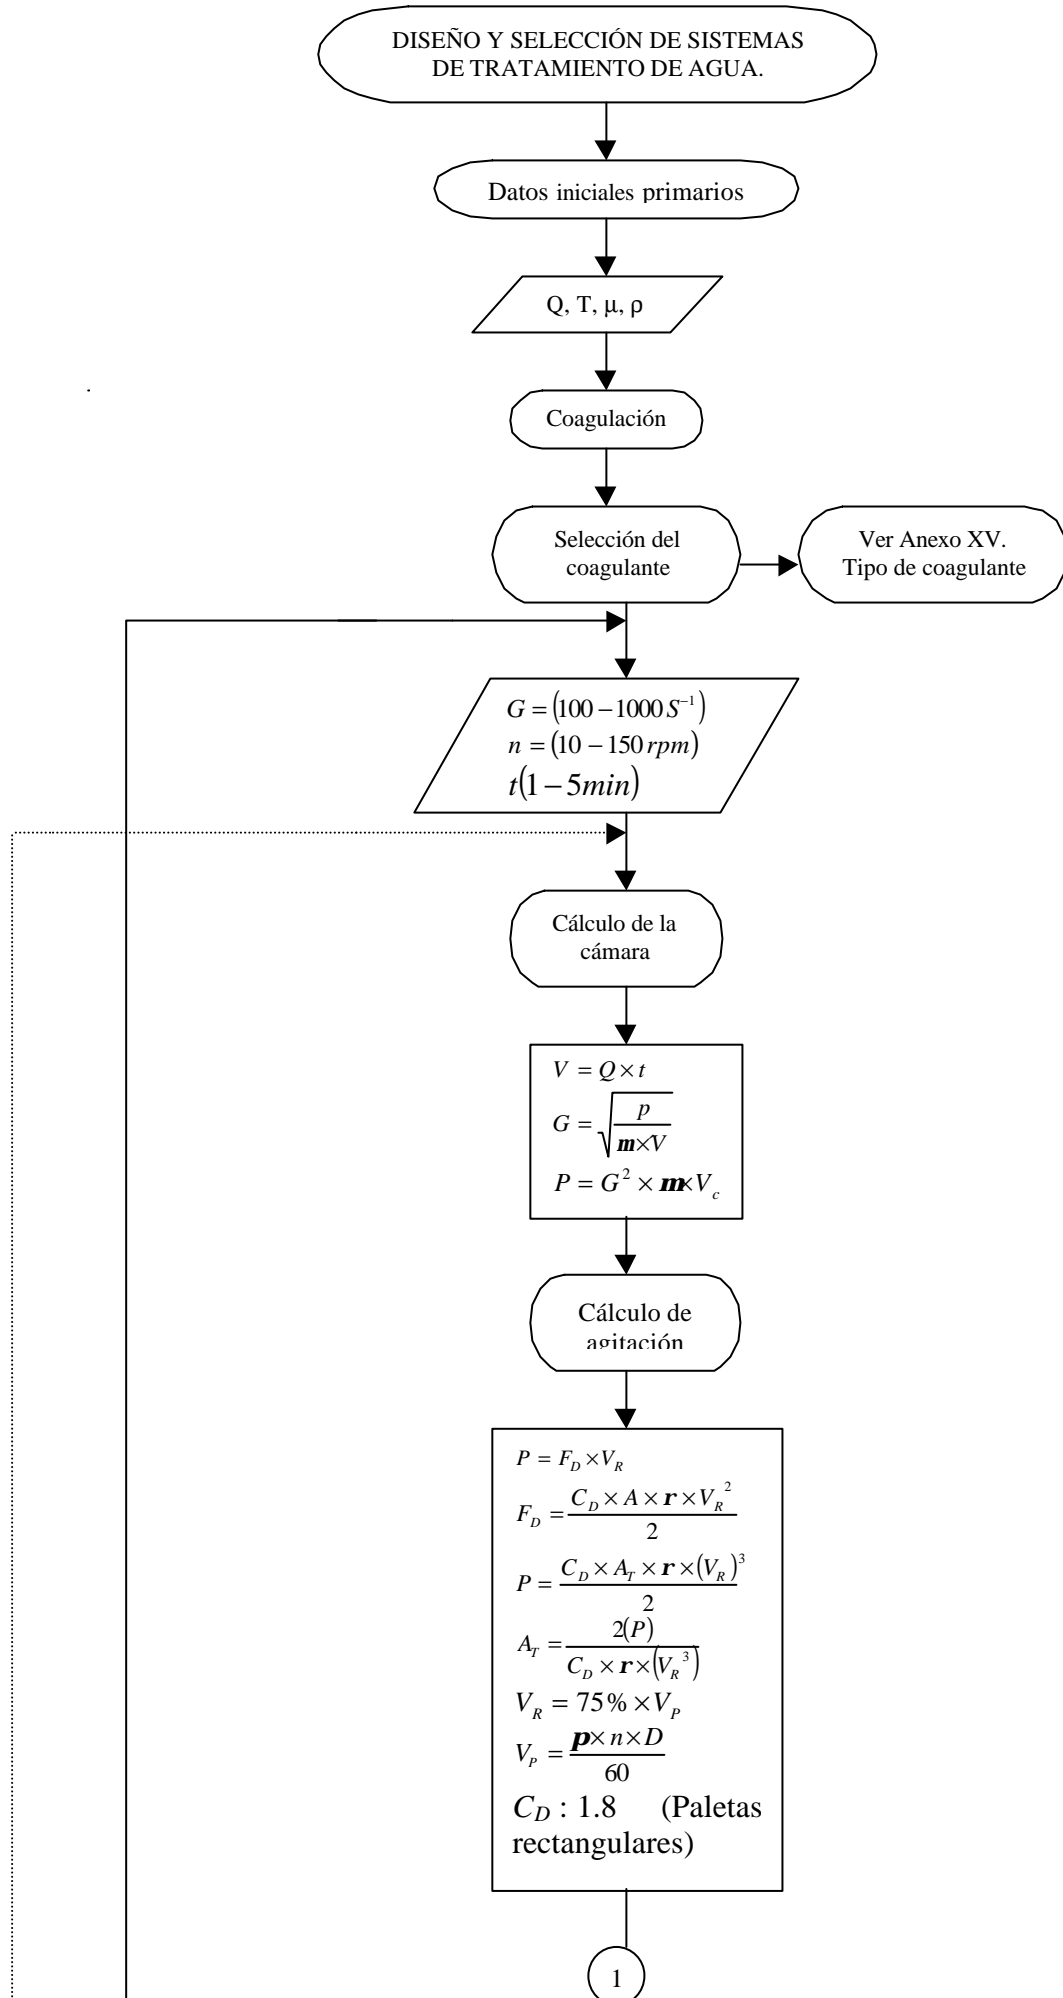 DISEÑO Y SELECCIÓN DE SISTEMAS
DE TRATAMIENTO DE AGUA.
Datos iniciales primarios
Q, T, μ, ρ
Coagulación
Selección del
coagulante
Ver Anexo XV.
Tipo de coagulante
G = (100 – 1000 S⁻¹)
n = (10 – 150 rpm)
t(1 – 5min)
Cálculo de la
cámara
V = Q × t
G = √(p / m×V)
P = G² × m×V_c
Cálculo de
agitación
P = F_D × V_R
F_D = C_D × A × r × V_R² / 2
P = C_D × A_T × r × (V_R)³ / 2
A_T = 2(P) / C_D × r × (V_R³)
V_R = 75% × V_P
V_P = p × n × D / 60
C_D : 1.8 (Paletas
rectangulares)
1